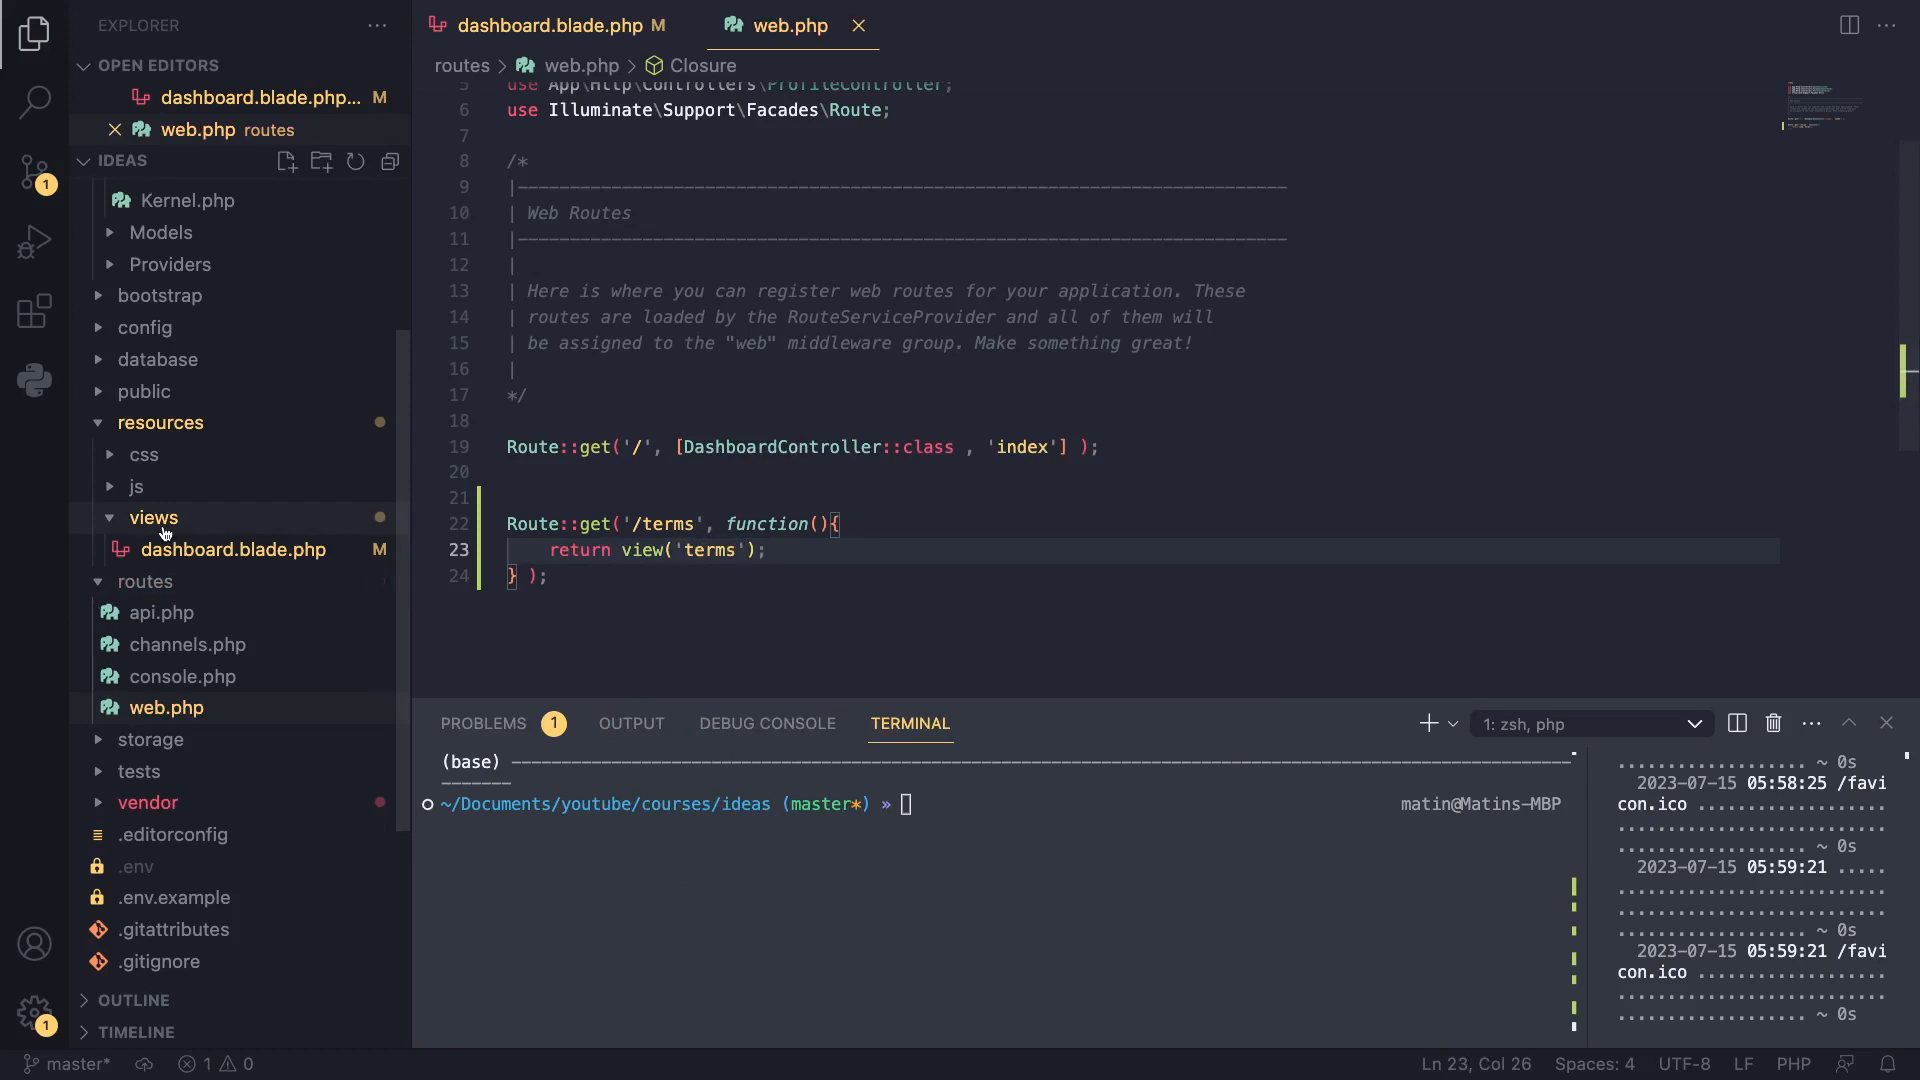 EXPLORER
OPEN EDITORS
dashboard.blade.php... M
web.php routes
IDEAS
Kernel.php
Models
Providers
bootstrap
config
database
public
resources
css
js
views
dashboard.blade.php M
routes
api.php
channels.php
console.php
web.php
storage
tests
vendor
.editorconfig
.env
.env.example
.gitattributes
.gitignore
OUTLINE
TIMELINE
1
1
dashboard.blade.php M
web.php
routes > web.php > Closure
5 use App\Http\Controllers\ProfileController;
6 use Illuminate\Support\Facades\Route;
7
8 /*
9 |--------------------------------------------------------------------------
10 | Web Routes
11 |--------------------------------------------------------------------------
12 |
13 | Here is where you can register web routes for your application. These
14 | routes are loaded by the RouteServiceProvider and all of them will
15 | be assigned to the "web" middleware group. Make something great!
16 |
17 */
18
19 Route::get('/', [DashboardController::class , 'index'] );
20
21
22 Route::get('/terms', function(){
23 return view('terms');
24 } );
PROBLEMS 1 OUTPUT DEBUG CONSOLE TERMINAL
1: zsh, php
(base) ------------------------------------------------------------
-------
~/Documents/youtube/courses/ideas (master*) » matin@Matins-MBP
.................. ~ 0s
2023-07-15 05:58:25 /favi
con.ico ...................
.........................
.................. ~ 0s
2023-07-15 05:59:21 .....
.........................
.........................
.................. ~ 0s
2023-07-15 05:59:21 /favi
con.ico ...................
.........................
.................. ~ 0s
master* 1 0 Ln 23, Col 26 Spaces: 4 UTF-8 LF PHP